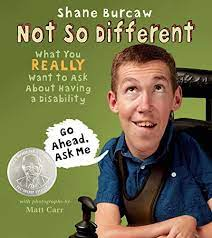 Shane Burcaw
Not So Different
What You
REALLY
Want to Ask
About Having
a Disability
Go
Ahead,
Ask Me
with photographs by
Matt Carr